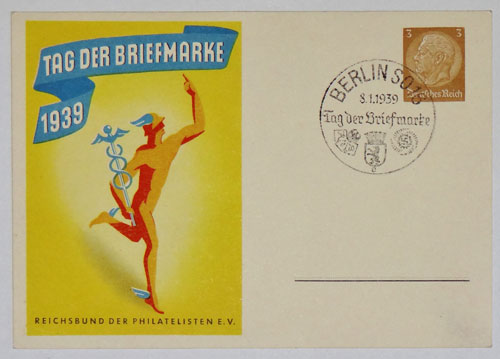 TAG DER BRIEFMARKE
1939
REICHSBUND DER PHILATELISTEN E.V.
3 3
Deutsches Reich
BERLIN SO
8.1.1939
Tag der Briefmarke